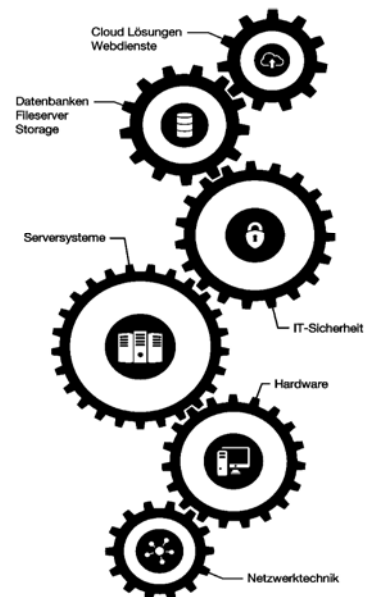 Cloud Lösungen
Webdienste
Datenbanken
Fileserver
Storage
Serversysteme
IT-Sicherheit
Hardware
Netzwerktechnik